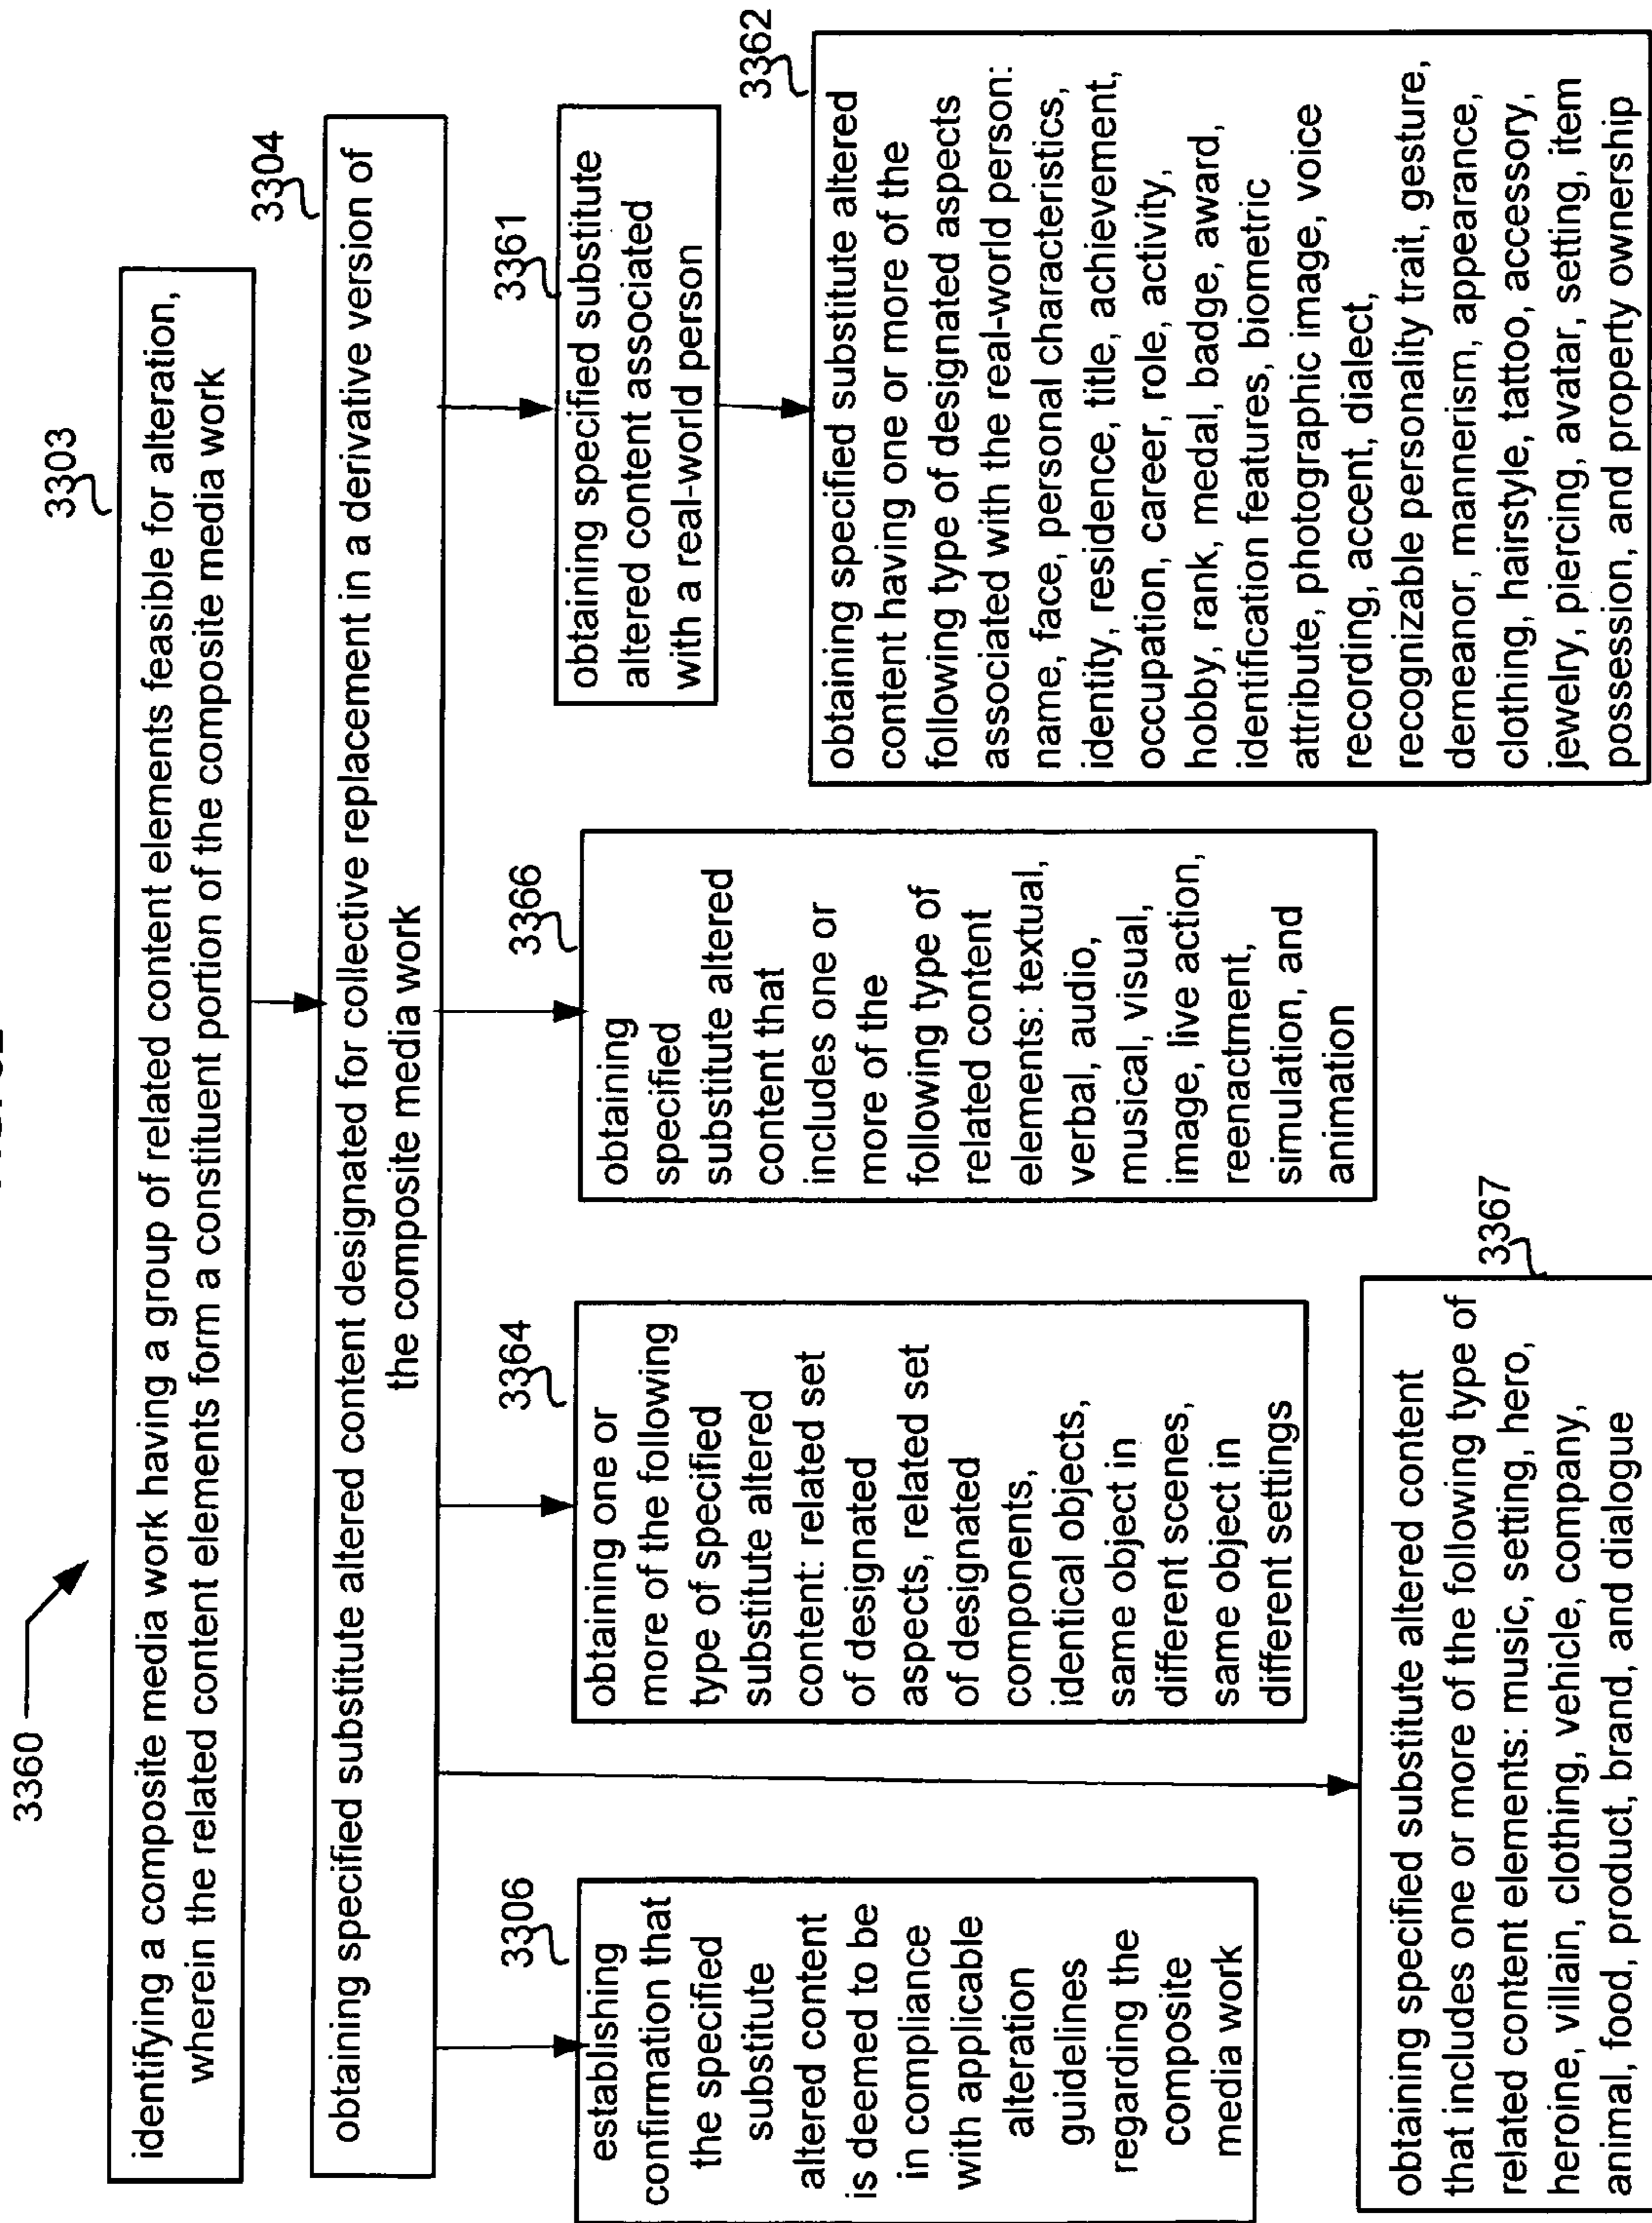 3360
3303
identifying a composite media work having a group of related content elements feasible for alteration,
wherein the related content elements form a constituent portion of the composite media work
3304
obtaining specified substitute altered content designated for collective replacement in a derivative version of
the composite media work
3306
establishing
confirmation that
the specified
substitute
altered content
is deemed to be
in compliance
with applicable
alteration
guidelines
regarding the
composite
media work
3364
obtaining one or
more of the following
type of specified
substitute altered
content: related set
of designated
aspects, related set
of designated
components,
identical objects,
same object in
different scenes,
same object in
different settings
3366
obtaining
specified
substitute altered
content that
includes one or
more of the
following type of
related content
elements: textual,
verbal, audio,
musical, visual,
image, live action,
reenactment,
simulation, and
animation
3361
obtaining specified substitute
altered content associated
with a real-world person
3362
obtaining specified substitute altered
content having one or more of the
following type of designated aspects
associated with the real-world person:
name, face, personal characteristics,
identity, residence, title, achievement,
occupation, career, role, activity,
hobby, rank, medal, badge, award,
identification features, biometric
attribute, photographic image, voice
recording, accent, dialect,
recognizable personality trait, gesture,
demeanor, mannerism, appearance,
clothing, hairstyle, tattoo, accessory,
jewelry, piercing, avatar, setting, item
possession, and property ownership
3367
obtaining specified substitute altered content
that includes one or more of the following type of
related content elements: music, setting, hero,
heroine, villain, clothing, vehicle, company,
animal, food, product, brand, and dialogue